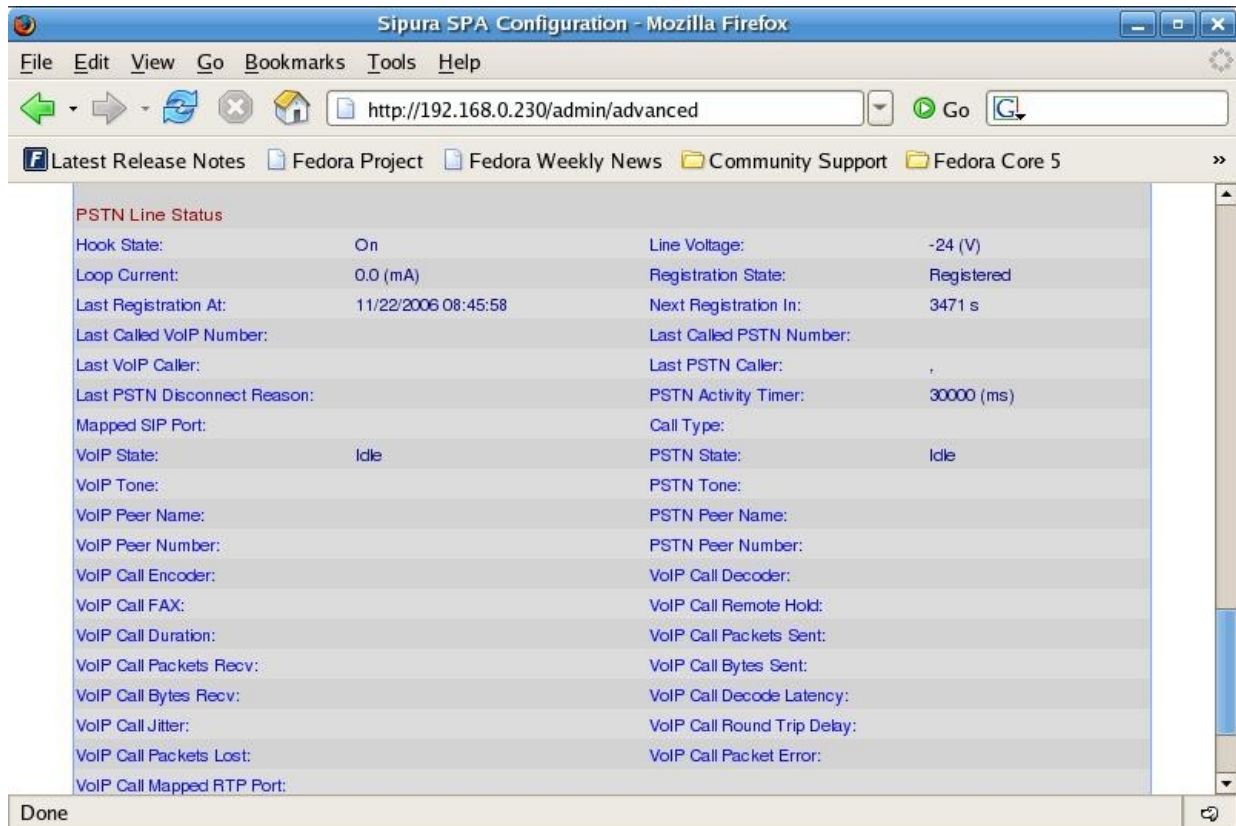 Sipura SPA Configuration - Mozilla Firefox
File Edit View Go Bookmarks Tools Help
http://192.168.0.230/admin/advanced Go G
Latest Release Notes Fedora Project Fedora Weekly News Community Support Fedora Core 5 »
PSTN Line Status
Hook State: On Line Voltage: -24 (V)
Loop Current: 0.0 (mA) Registration State: Registered
Last Registration At: 11/22/2006 08:45:58 Next Registration In: 3471 s
Last Called VoIP Number: Last Called PSTN Number:
Last VoIP Caller: Last PSTN Caller: ,
Last PSTN Disconnect Reason: PSTN Activity Timer: 30000 (ms)
Mapped SIP Port: Call Type:
VoIP State: Idle PSTN State: Idle
VoIP Tone: PSTN Tone:
VoIP Peer Name: PSTN Peer Name:
VoIP Peer Number: PSTN Peer Number:
VoIP Call Encoder: VoIP Call Decoder:
VoIP Call FAX: VoIP Call Remote Hold:
VoIP Call Duration: VoIP Call Packets Sent:
VoIP Call Packets Recv: VoIP Call Bytes Sent:
VoIP Call Bytes Recv: VoIP Call Decode Latency:
VoIP Call Jitter: VoIP Call Round Trip Delay:
VoIP Call Packets Lost: VoIP Call Packet Error:
VoIP Call Mapped RTP Port:
Done